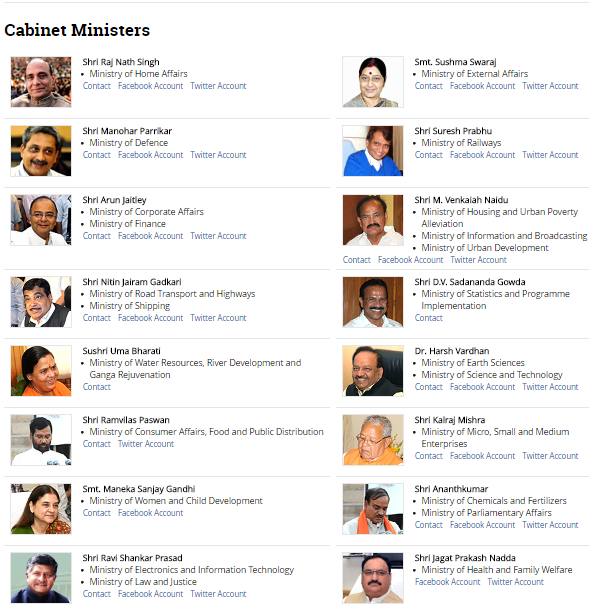 Cabinet Ministers
Shri Raj Nath Singh
Ministry of Home Affairs
Contact Facebook Account Twitter Account
Smt. Sushma Swaraj
Ministry of External Affairs
Contact Facebook Account Twitter Account
Shri Manohar Parrikar
Ministry of Defence
Contact Facebook Account Twitter Account
Shri Suresh Prabhu
Ministry of Railways
Contact Facebook Account Twitter Account
Shri Arun Jaitley
Ministry of Corporate Affairs
Ministry of Finance
Contact Facebook Account Twitter Account
Shri M. Venkaiah Naidu
Ministry of Housing and Urban Poverty
Alleviation
Ministry of Information and Broadcasting
Ministry of Urban Development
Contact Facebook Account Twitter Account
Shri Nitin Jairam Gadkari
Ministry of Road Transport and Highways
Ministry of Shipping
Contact Facebook Account Twitter Account
Shri D.V. Sadananda Gowda
Ministry of Statistics and Programme
Implementation
Contact
Sushri Uma Bharati
Ministry of Water Resources, River Development and
Ganga Rejuvenation
Contact
Dr. Harsh Vardhan
Ministry of Earth Sciences
Ministry of Science and Technology
Contact Facebook Account Twitter Account
Shri Ramvilas Paswan
Ministry of Consumer Affairs, Food and Public Distribution
Contact Twitter Account
Shri Kalraj Mishra
Ministry of Micro, Small and Medium
Enterprises
Contact Facebook Account Twitter Account
Smt. Maneka Sanjay Gandhi
Ministry of Women and Child Development
Contact Facebook Account
Shri Ananthkumar
Ministry of Chemicals and Fertilizers
Ministry of Parliamentary Affairs
Contact Facebook Account Twitter Account
Shri Ravi Shankar Prasad
Ministry of Electronics and Information Technology
Ministry of Law and Justice
Contact Facebook Account Twitter Account
Shri Jagat Prakash Nadda
Ministry of Health and Family Welfare
Facebook Account Twitter Account